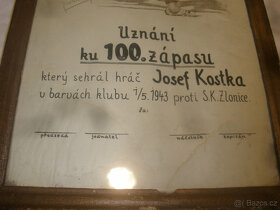 Uznání
ku 100. zápasu
který sehrál hráč Josef Kostka
v barvách klubu 1/5. 1943 proti S.K. Zlonice.
Za:
předseda jednatel náčelník kapitán
Bazos.cz